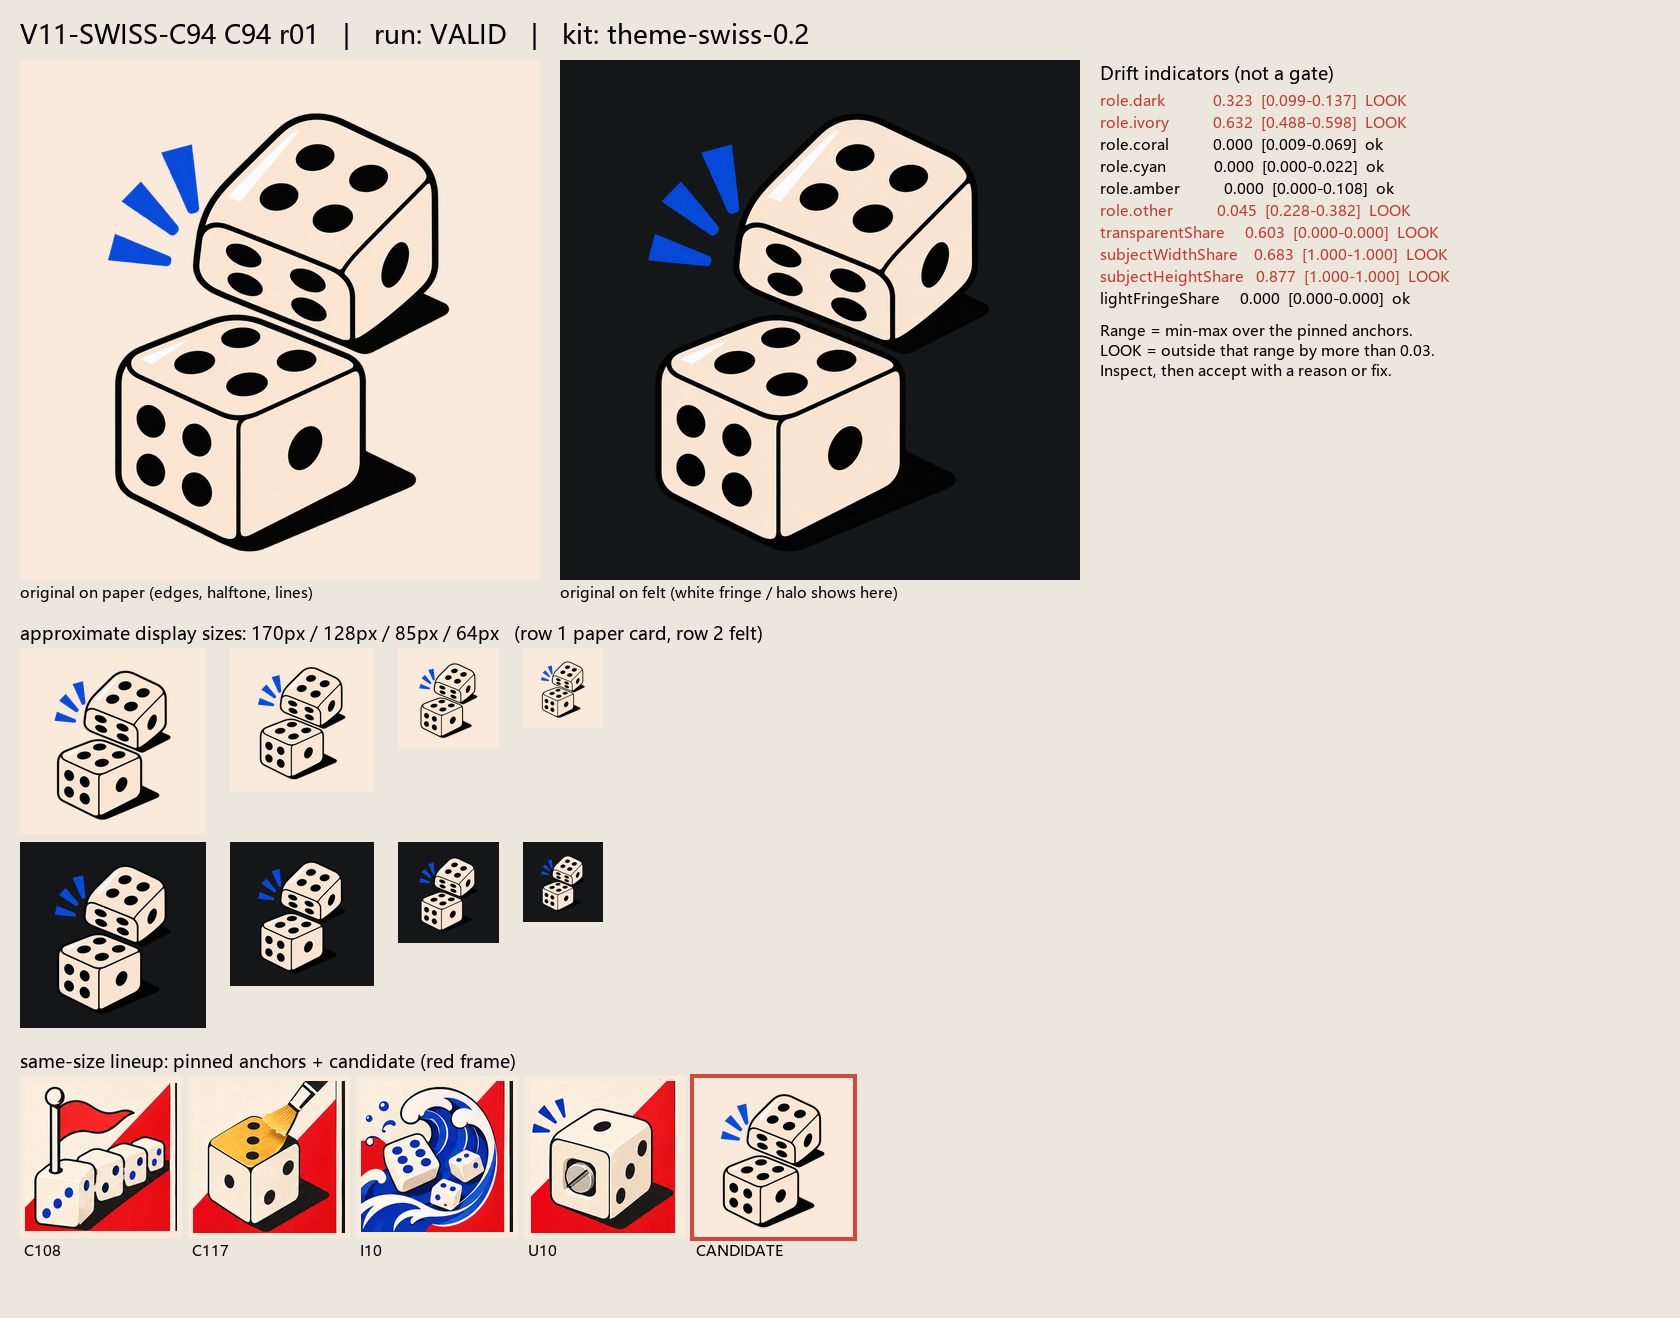 V11-SWISS-C94 C94 r01 | run: VALID | kit: theme-swiss-0.2
Drift indicators (not a gate)
role.dark 0.323 [0.099-0.137] LOOK
role.ivory 0.632 [0.488-0.598] LOOK
role.coral 0.000 [0.009-0.069] ok
role.cyan 0.000 [0.000-0.022] ok
role.amber 0.000 [0.000-0.108] ok
role.other 0.045 [0.228-0.382] LOOK
transparentShare 0.603 [0.000-0.000] LOOK
subjectWidthShare 0.683 [1.000-1.000] LOOK
subjectHeightShare 0.877 [1.000-1.000] LOOK
lightFringeShare 0.000 [0.000-0.000] ok
Range = min-max over the pinned anchors.
LOOK = outside that range by more than 0.03.
Inspect, then accept with a reason or fix.
original on paper (edges, halftone, lines)
original on felt (white fringe / halo shows here)
approximate display sizes: 170px / 128px / 85px / 64px (row 1 paper card, row 2 felt)
same-size lineup: pinned anchors + candidate (red frame)
C108
C117
I10
U10
CANDIDATE